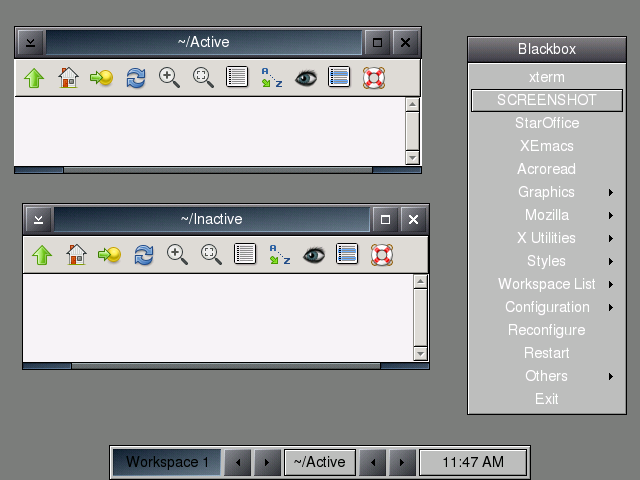 ~/Active
A
Z
~/Inactive
A
Z
Blackbox
xterm
SCREENSHOT
StarOffice
XEmacs
Acroread
Graphics
Mozilla
X Utilities
Styles
Workspace List
Configuration
Reconfigure
Restart
Others
Exit
Workspace 1
~/Active
11:47 AM